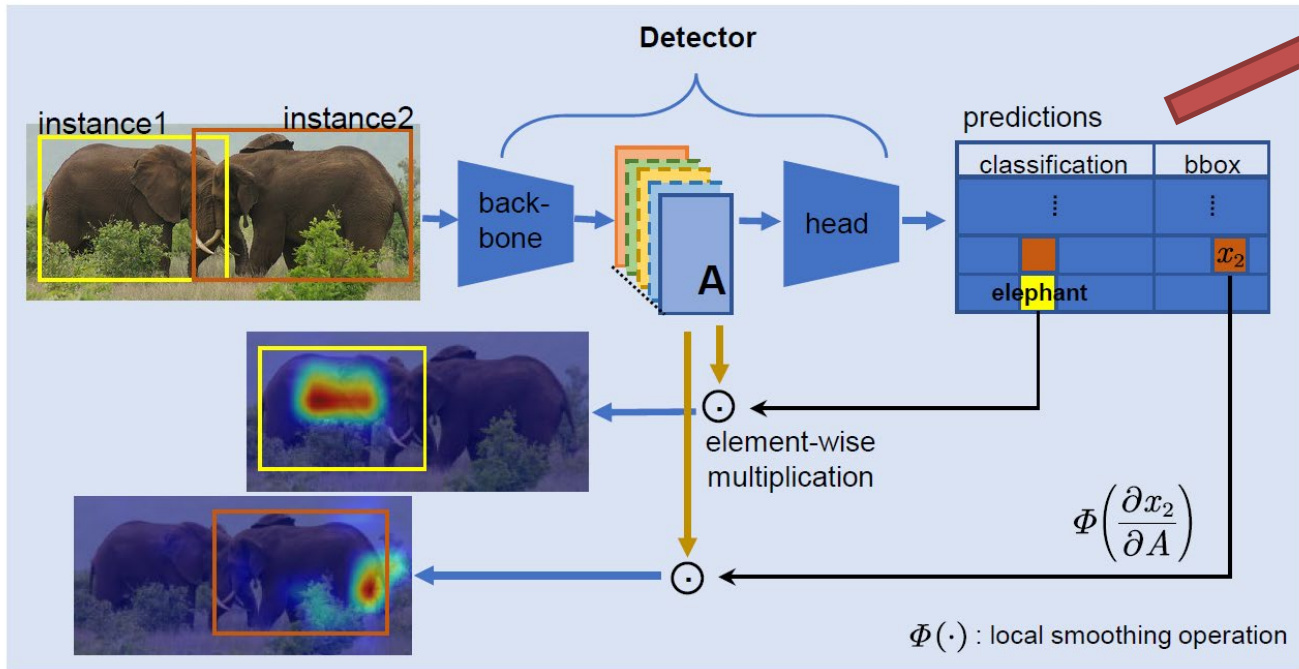 Detector
instance1
instance2
predictions
classification
bbox
back-
bone
A
head
⋮
⋮
x₂
elephant
⊙
element-wise
multiplication
Φ(∂x₂/∂A)
⊙
Φ(·) : local smoothing operation